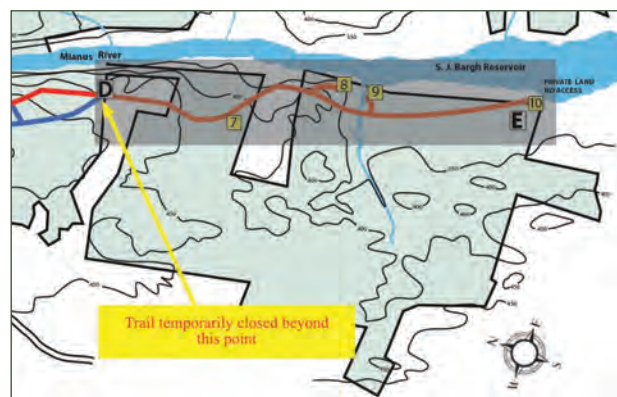 Mianus River
S. J. Bargh Reservoir
PRIVATE LAND
NO ACCESS
D
7
8
9
10
E
Trail temporarily closed beyond
this point
N
E
S
W